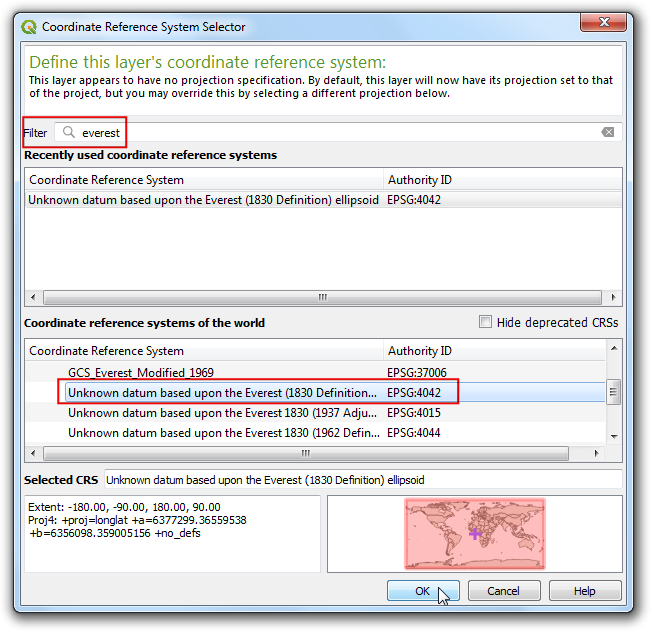 Coordinate Reference System Selector
Define this layer's coordinate reference system:
This layer appears to have no projection specification. By default, this layer will now have its projection set to that
of the project, but you may override this by selecting a different projection below.
Filter everest
Recently used coordinate reference systems
Coordinate Reference System Authority ID
Unknown datum based upon the Everest (1830 Definition) ellipsoid EPSG:4042
Coordinate reference systems of the world Hide deprecated CRSs
Coordinate Reference System Authority ID
GCS_Everest_Modified_1969 EPSG:37006
Unknown datum based upon the Everest (1830 Definition... EPSG:4042
Unknown datum based upon the Everest 1830 (1937 Adju... EPSG:4015
Unknown datum based upon the Everest 1830 (1962 Defin... EPSG:4044
Selected CRS Unknown datum based upon the Everest (1830 Definition) ellipsoid
Extent: -180.00, -90.00, 180.00, 90.00
Proj4: +proj=longlat +a=6377299.36559538
+b=6356098.359005156 +no_defs
OK Cancel Help